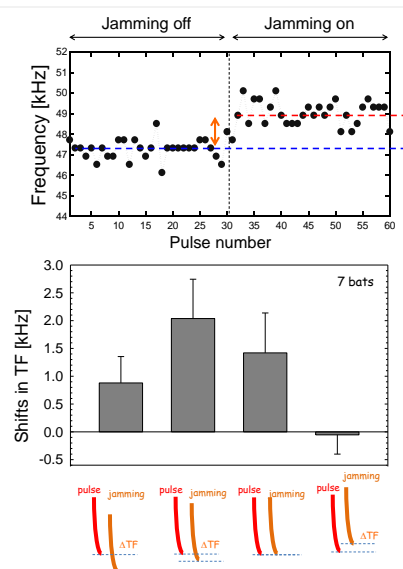 Jamming off Jamming on
Frequency [kHz]
52
51
50
49
48
47
46
45
44
5 10 15 20 25 30 35 40 45 50 55 60
Pulse number
Shifts in TF [kHz]
7 bats
3.0
2.5
2.0
1.5
1.0
0.5
0.0
-0.5
pulse jamming ΔTF
pulse jamming ΔTF
pulse jamming
pulse jamming ΔTF